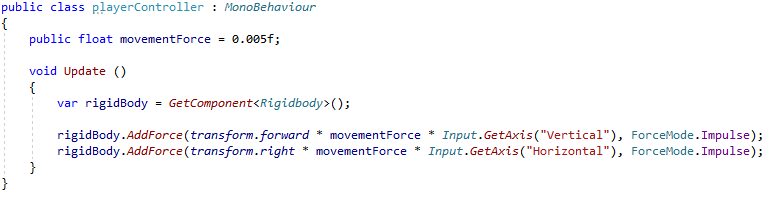 public class playerController : MonoBehaviour
{
    public float movementForce = 0.005f;
    void Update ()
    {
        var rigidBody = GetComponent<Rigidbody>();
        rigidBody.AddForce(transform.forward * movementForce * Input.GetAxis("Vertical"), ForceMode.Impulse);
        rigidBody.AddForce(transform.right * movementForce * Input.GetAxis("Horizontal"), ForceMode.Impulse);
    }
}